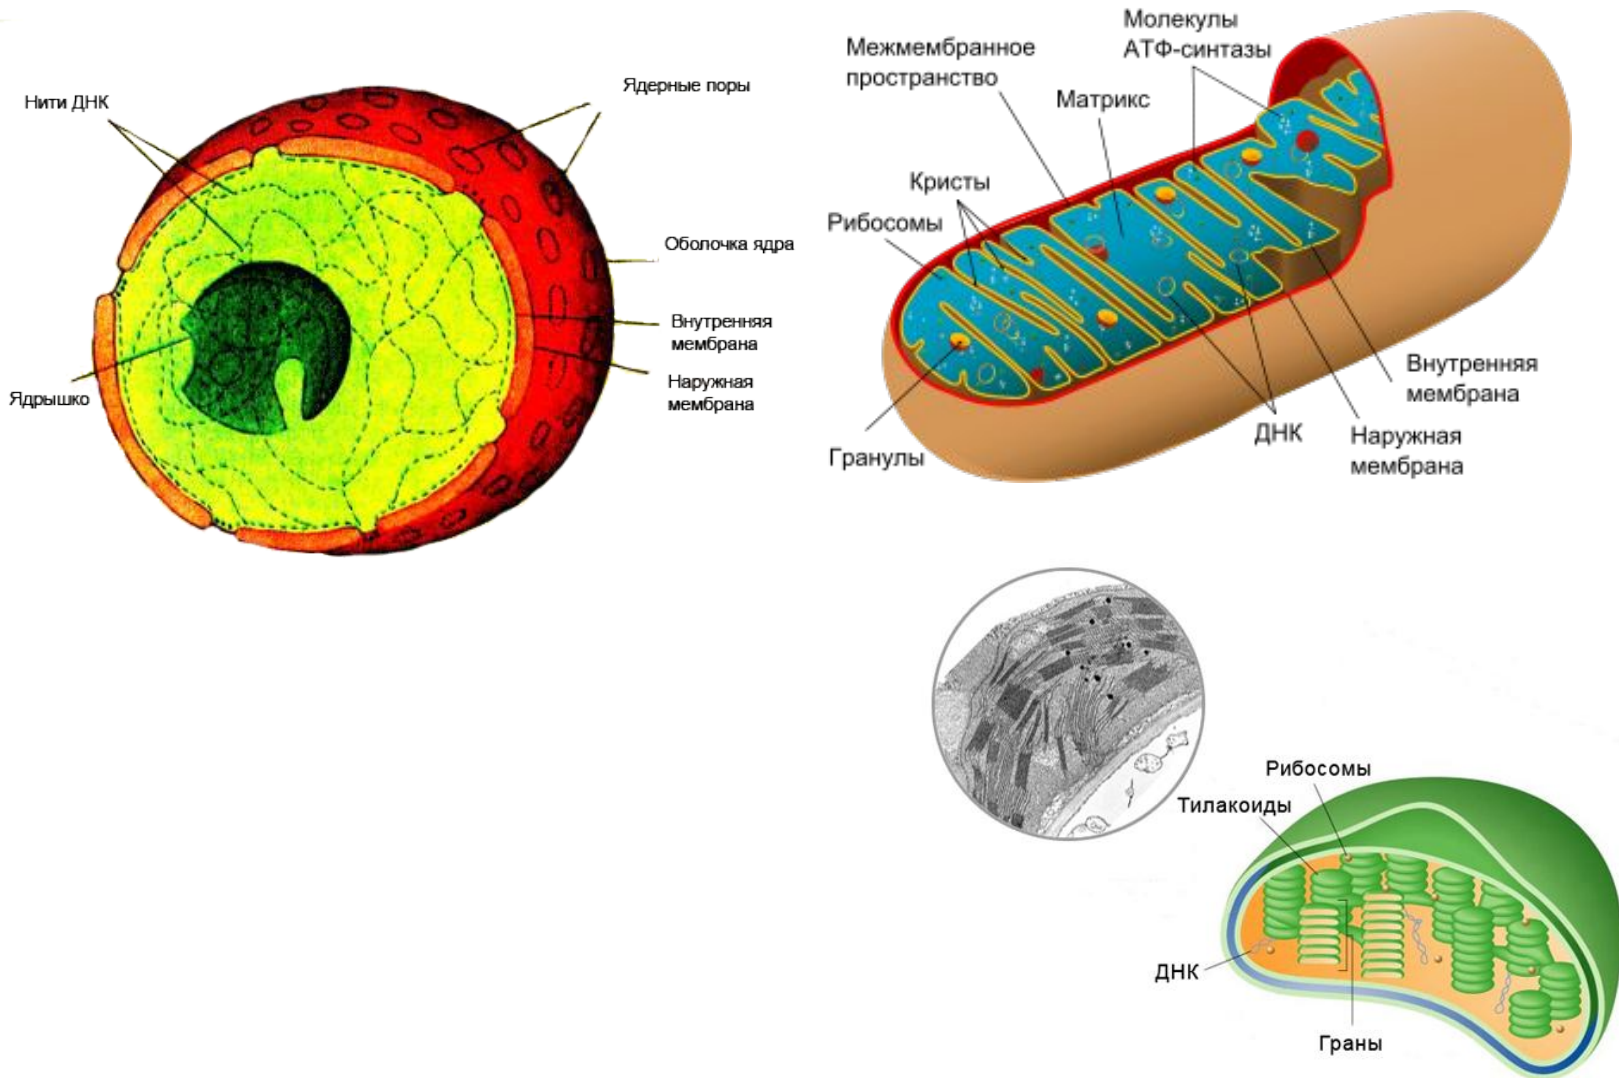 Нити ДНК
Ядерные поры
Оболочка ядра
Внутренняя
мембрана
Наружная
мембрана
Ядрышко
Молекулы
АТФ-синтазы
Межмембранное
пространство
Матрикс
Кристы
Рибосомы
Гранулы
ДНК
Внутренняя
мембрана
Наружная
мембрана
Рибосомы
Тилакоиды
ДНК
Граны